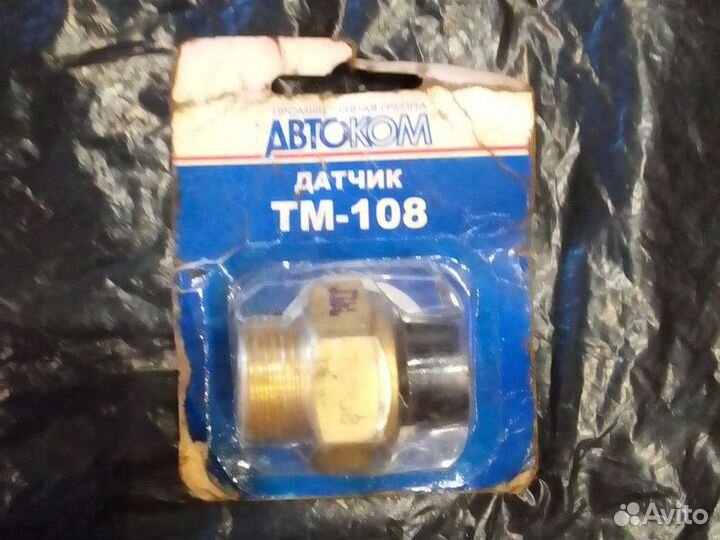 ПРОМЫШЛЕННАЯ ГРУППА
АВТОКОМ
ДАТЧИК
ТМ-108
Avito